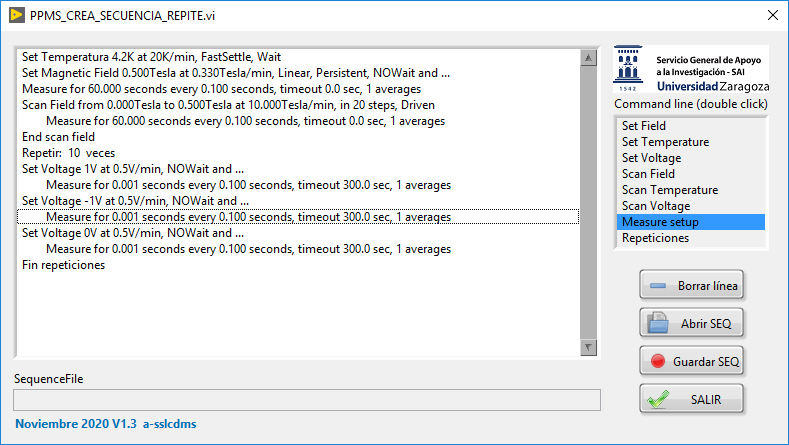 PPMS_CREA_SECUENCIA_REPITE.vi
Set Temperatura 4.2K at 20K/min, FastSettle, Wait
Set Magnetic Field 0.500Tesla at 0.330Tesla/min, Linear, Persistent, NOWait and ...
Measure for 60.000 seconds every 0.100 seconds, timeout 0.0 sec, 1 averages
Scan Field from 0.000Tesla to 0.500Tesla at 10.000Tesla/min, in 20 steps, Driven
Measure for 60.000 seconds every 0.100 seconds, timeout 0.0 sec, 1 averages
End scan field
Repetir: 10 veces
Set Voltage 1V at 0.5V/min, NOWait and ...
Measure for 0.001 seconds every 0.100 seconds, timeout 300.0 sec, 1 averages
Set Voltage -1V at 0.5V/min, NOWait and ...
Measure for 0.001 seconds every 0.100 seconds, timeout 300.0 sec, 1 averages
Set Voltage 0V at 0.5V/min, NOWait and ...
Measure for 0.001 seconds every 0.100 seconds, timeout 300.0 sec, 1 averages
Fin repeticiones
SequenceFile
Noviembre 2020 V1.3 a-sslcdms
Servicio General de Apoyo
a la Investigación - SAI
Universidad Zaragoza
1542
Command line (double click)
Set Field
Set Temperature
Set Voltage
Scan Field
Scan Temperature
Scan Voltage
Measure setup
Repeticiones
Borrar línea
Abrir SEQ
Guardar SEQ
SALIR